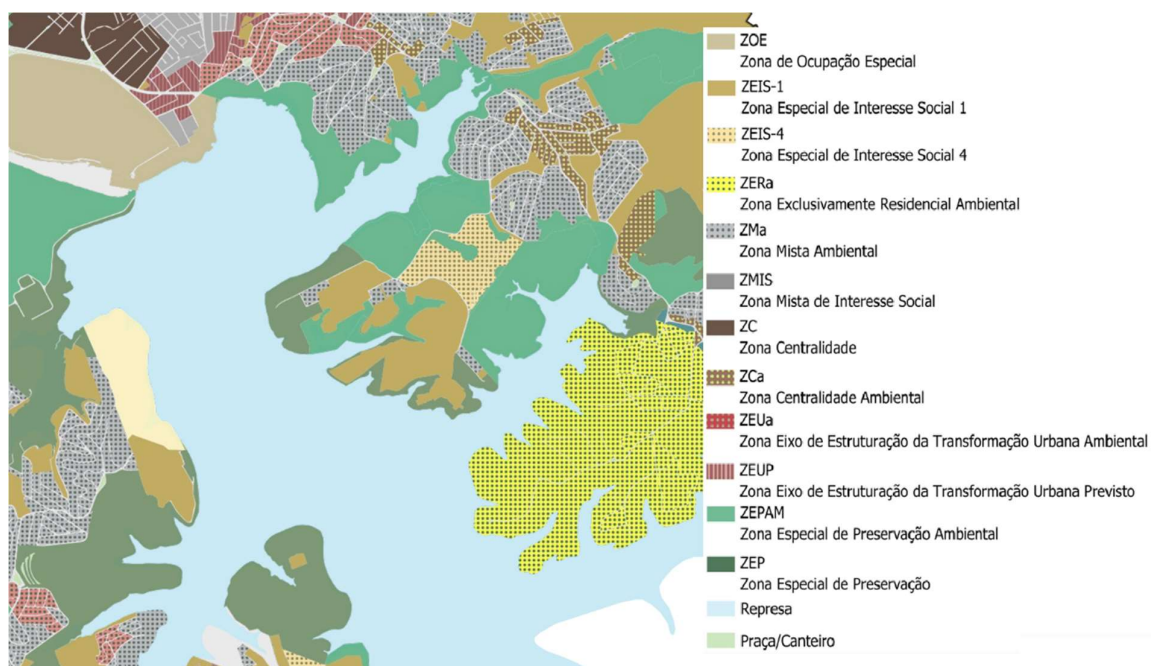 ZOE
Zona de Ocupação Especial
ZEIS-1
Zona Especial de Interesse Social 1
ZEIS-4
Zona Especial de Interesse Social 4
ZERa
Zona Exclusivamente Residencial Ambiental
ZMa
Zona Mista Ambiental
ZMIS
Zona Mista de Interesse Social
ZC
Zona Centralidade
ZCa
Zona Centralidade Ambiental
ZEUa
Zona Eixo de Estruturação da Transformação Urbana Ambiental
ZEUP
Zona Eixo de Estruturação da Transformação Urbana Previsto
ZEPAM
Zona Especial de Preservação Ambiental
ZEP
Zona Especial de Preservação
Represa
Praça/Canteiro